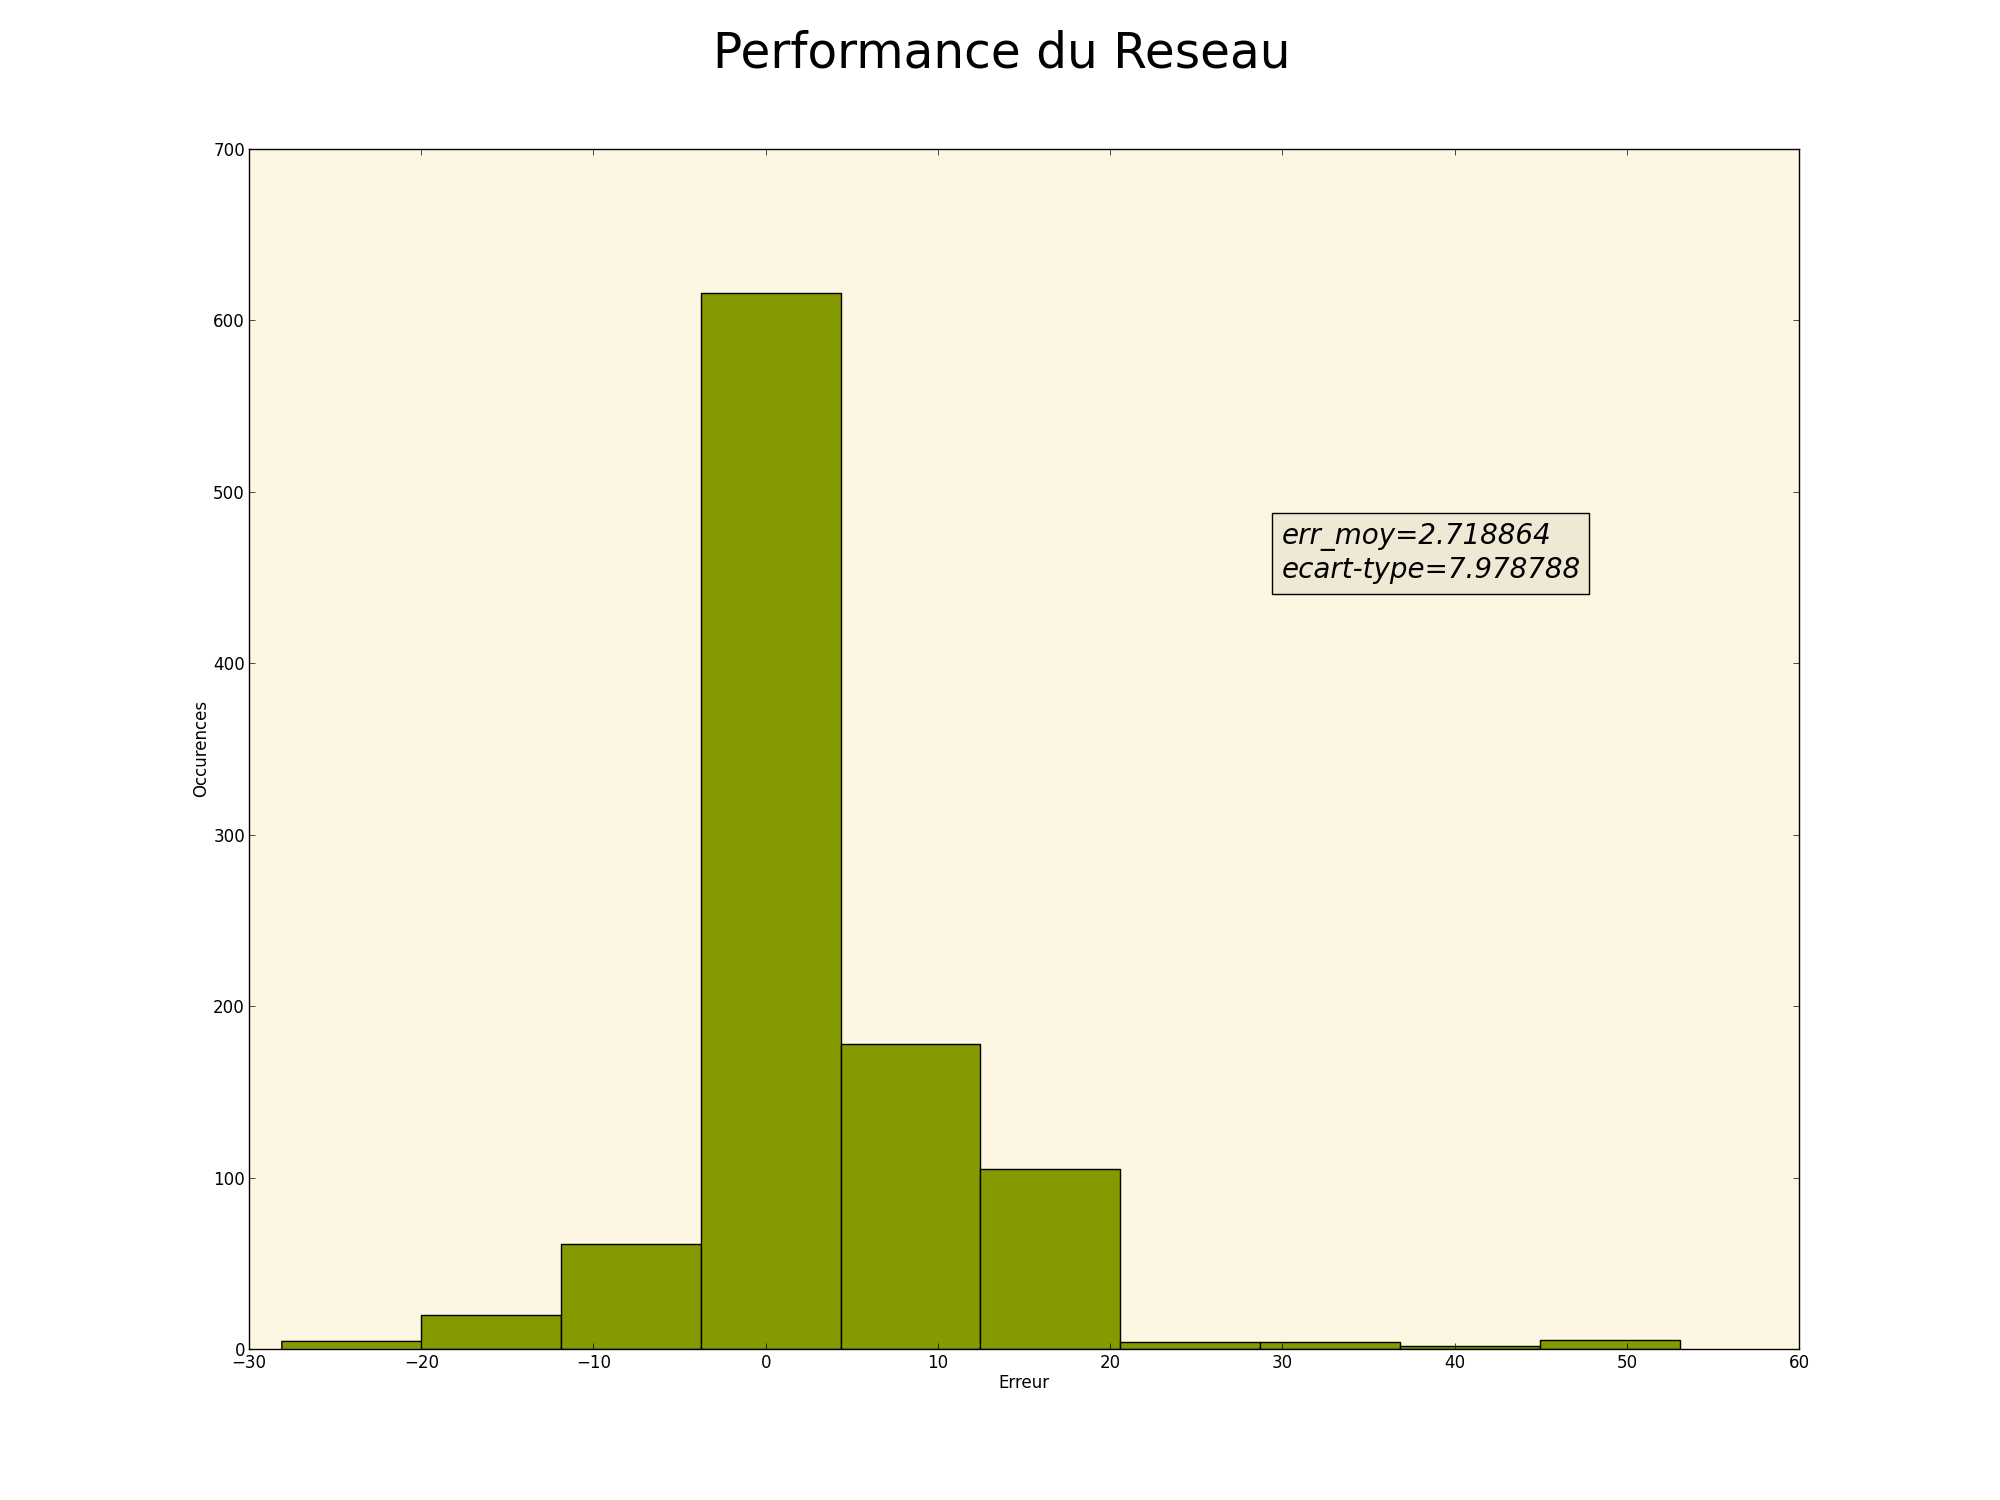 Performance du Reseau
700
600
500
400
300
200
100
0
Occurences
err_moy=2.718864
ecart-type=7.978788
−30 −20 −10 0 10 20 30 40 50 60
Erreur